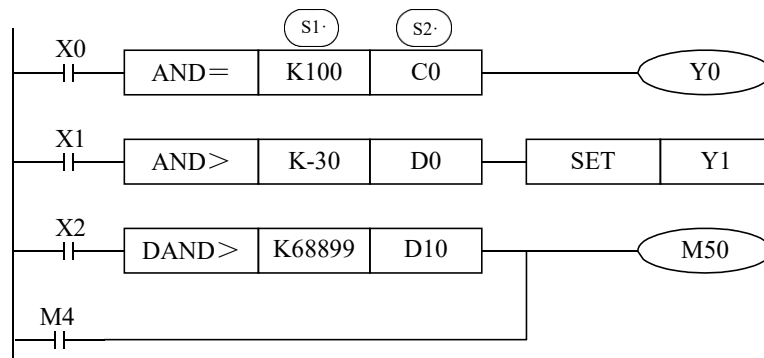 S1· S2·
X0
AND= K100 C0 Y0
X1
AND> K-30 D0 SET Y1
X2
DAND> K68899 D10 M50
M4